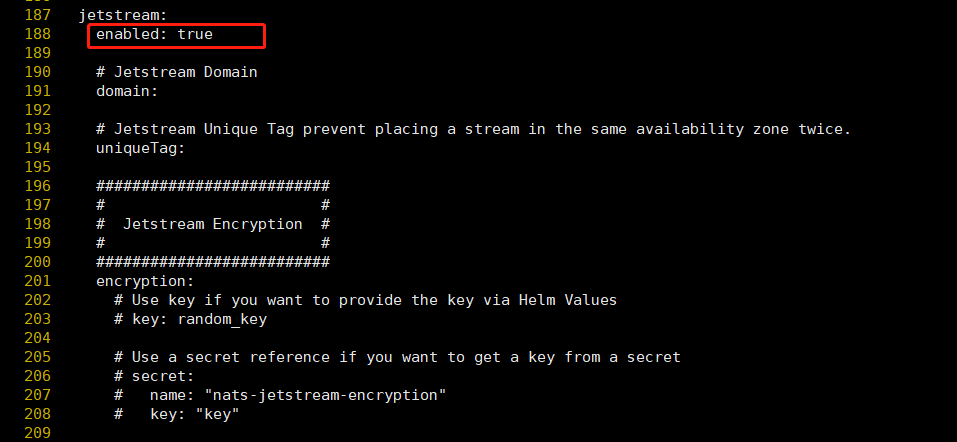 187 jetstream:
188 enabled: true
189
190 # Jetstream Domain
191 domain:
192
193 # Jetstream Unique Tag prevent placing a stream in the same availability zone twice.
194 uniqueTag:
195
196 ##########################
197 # #
198 # Jetstream Encryption #
199 # #
200 ##########################
201 encryption:
202 # Use key if you want to provide the key via Helm Values
203 # key: random_key
204
205 # Use a secret reference if you want to get a key from a secret
206 # secret:
207 # name: "nats-jetstream-encryption"
208 # key: "key"
209